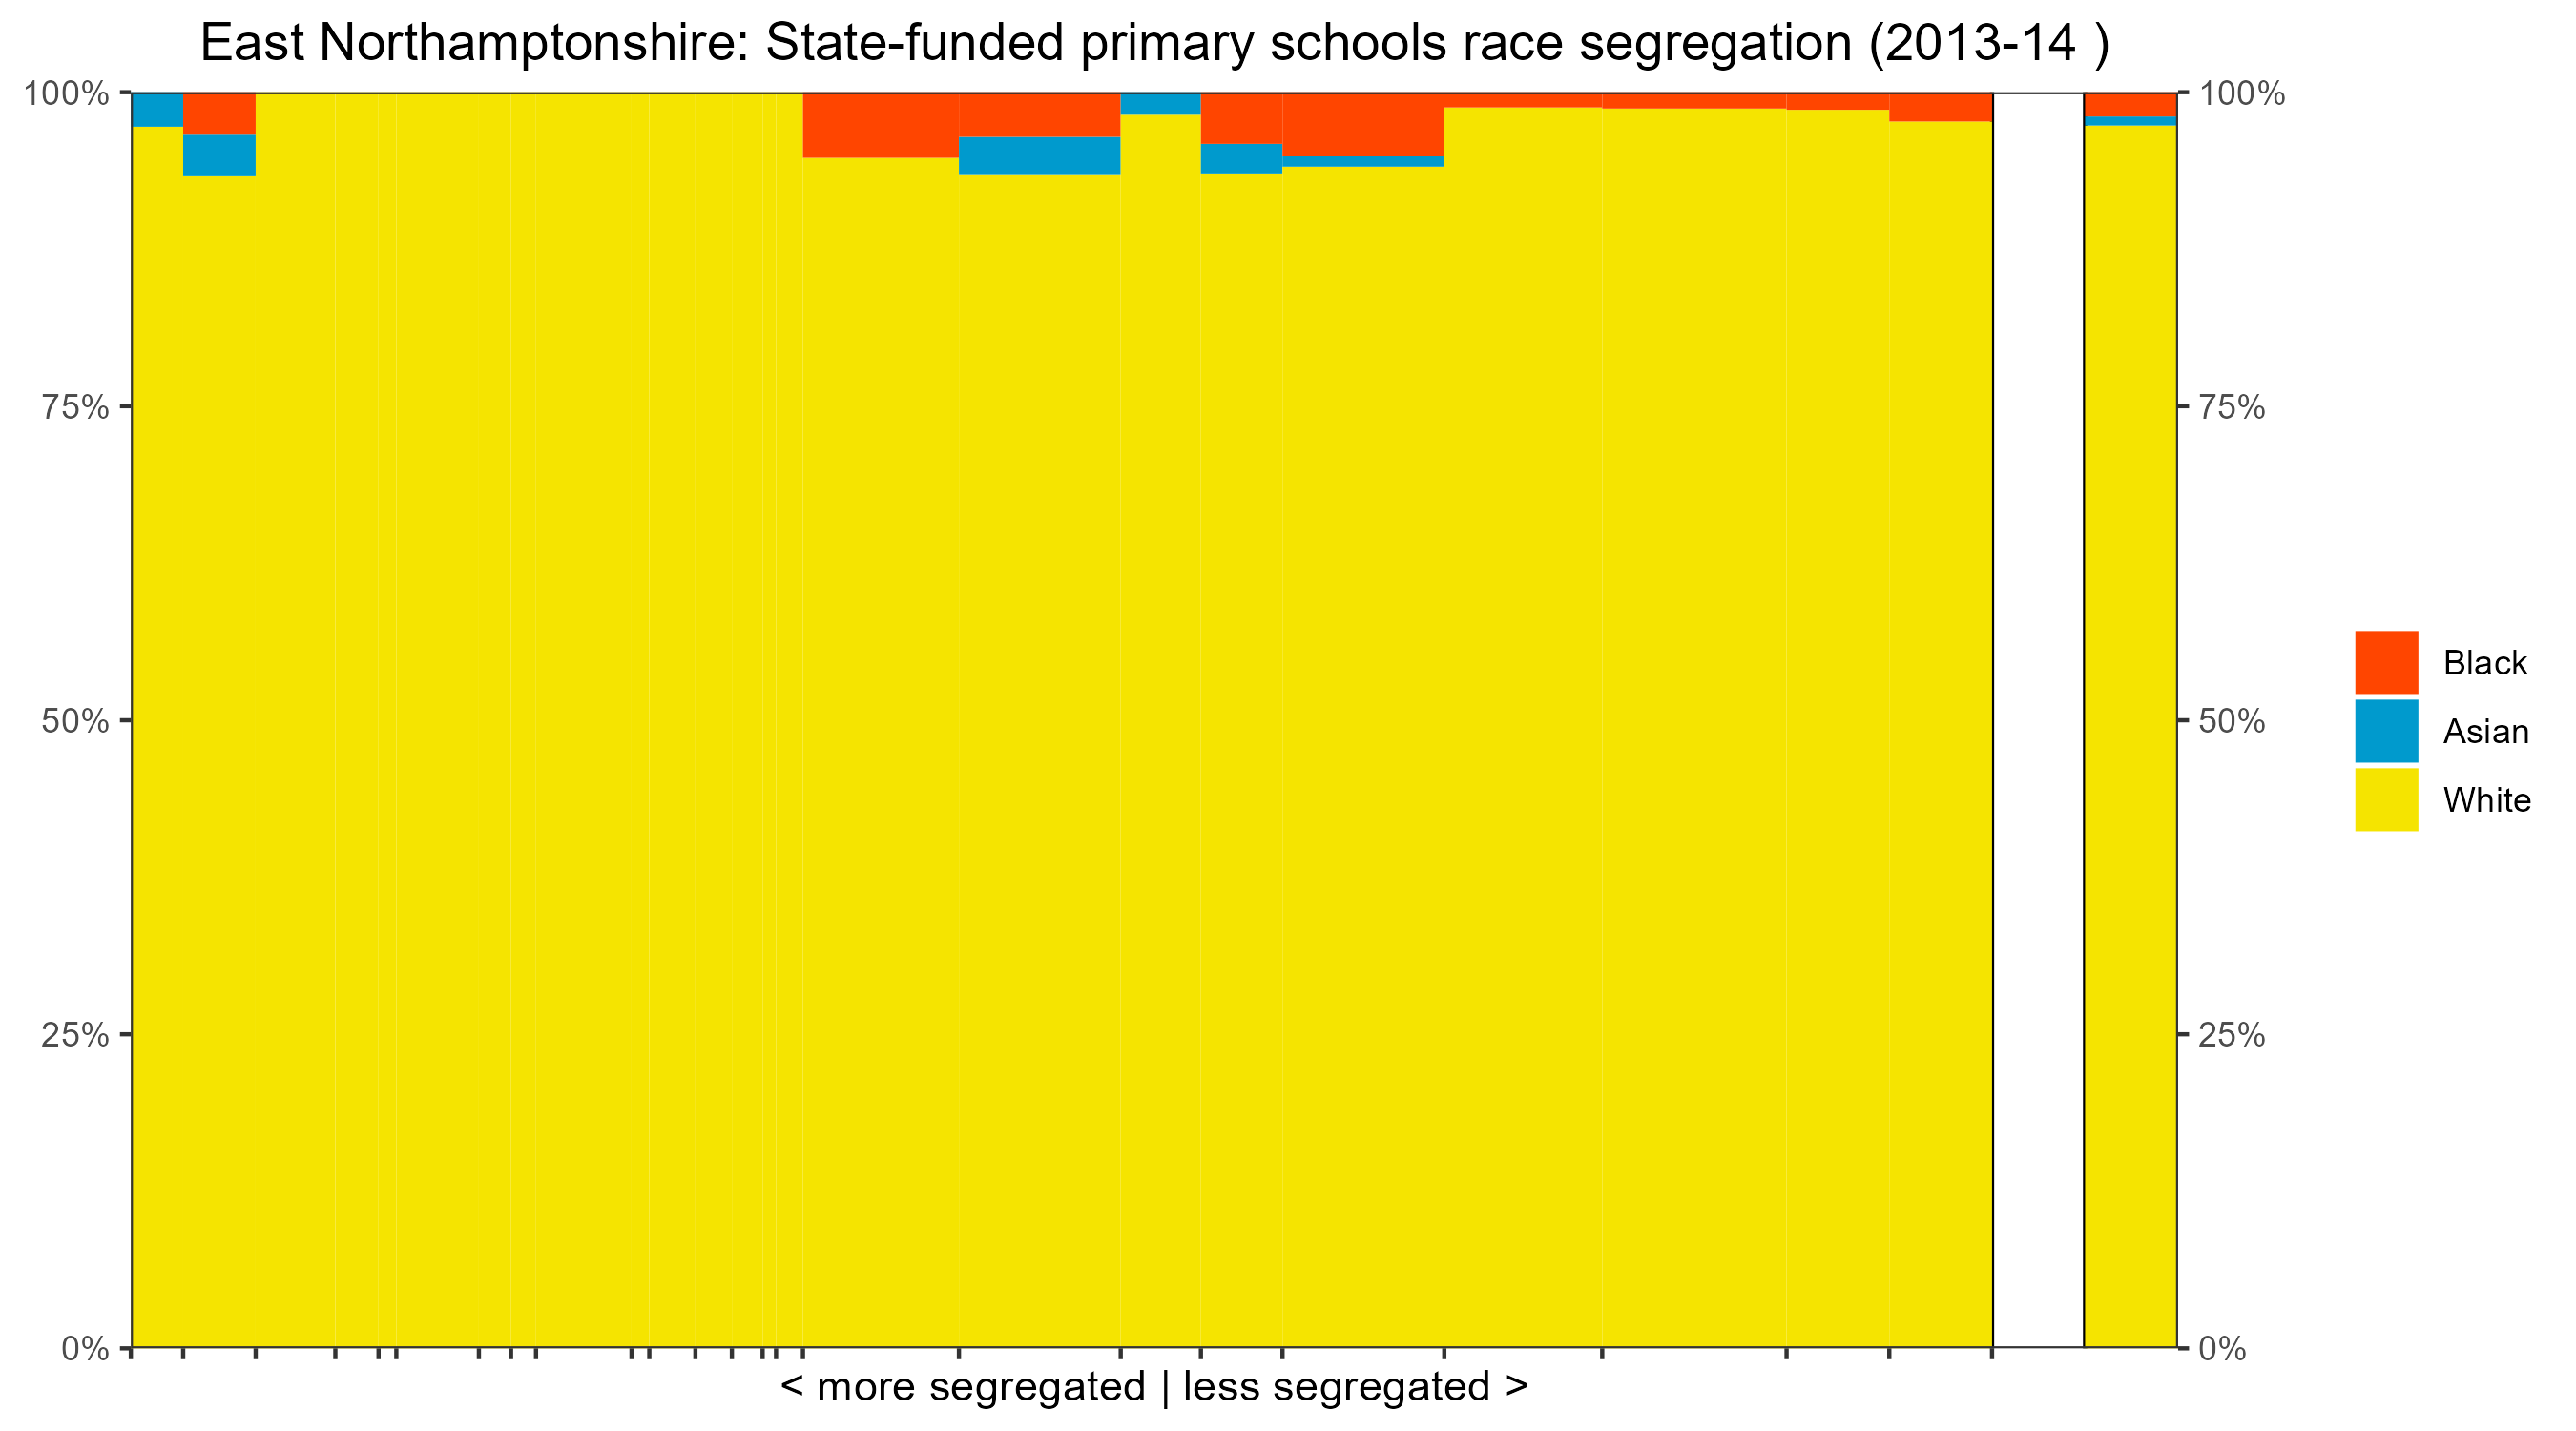 East Northamptonshire: State-funded primary schools race segregation (2013-14 )
100%
75%
50%
25%
0%
100%
75%
50%
25%
0%
Black
Asian
White
< more segregated | less segregated >